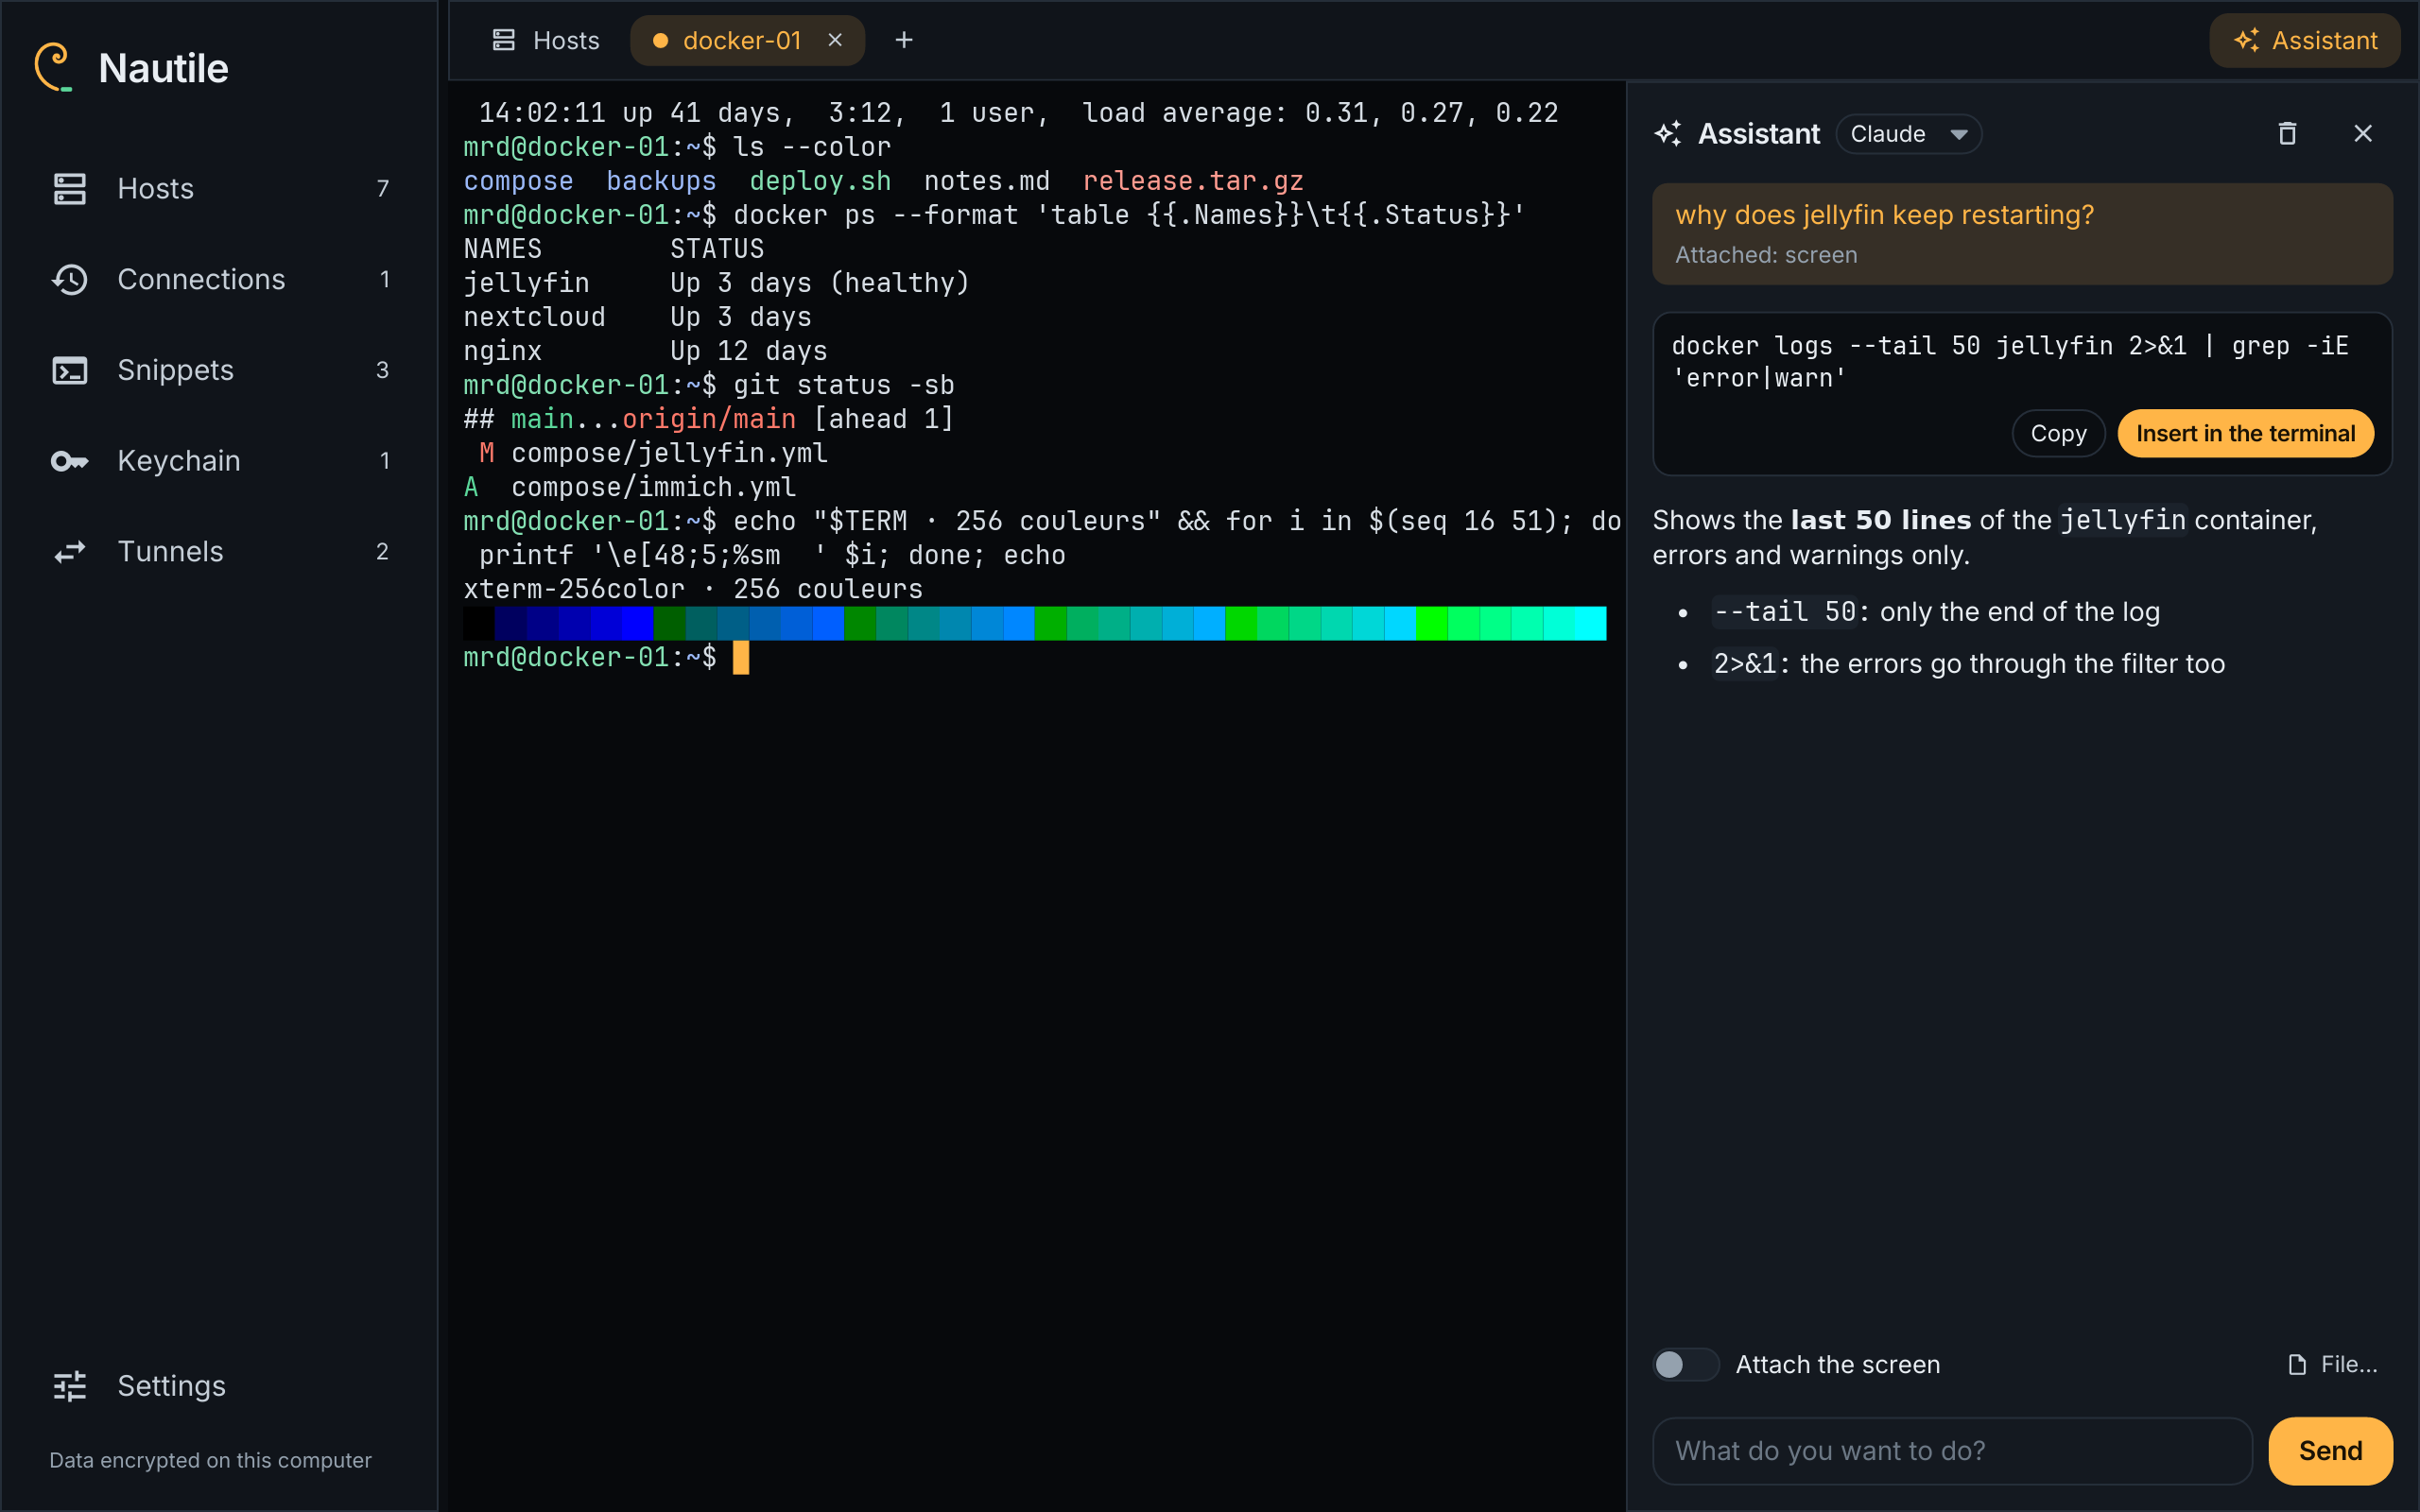 Nautile
Hosts 7
Connections 1
Snippets 3
Keychain 1
Tunnels 2
Settings
Data encrypted on this computer
Hosts
docker-01 ×
+
Assistant
14:02:11 up 41 days,  3:12,  1 user,  load average: 0.31, 0.27, 0.22
mrd@docker-01:~$ ls --color
compose  backups  deploy.sh  notes.md  release.tar.gz
mrd@docker-01:~$ docker ps --format 'table {{.Names}}\t{{.Status}}'
NAMES        STATUS
jellyfin     Up 3 days (healthy)
nextcloud    Up 3 days
nginx        Up 12 days
mrd@docker-01:~$ git status -sb
## main...origin/main [ahead 1]
 M compose/jellyfin.yml
A  compose/immich.yml
mrd@docker-01:~$ echo "$TERM · 256 couleurs" && for i in $(seq 16 51); do
 printf '\e[48;5;%sm  ' $i; done; echo
xterm-256color · 256 couleurs
mrd@docker-01:~$
Assistant Claude
why does jellyfin keep restarting?
Attached: screen
docker logs --tail 50 jellyfin 2>&1 | grep -iE
'error|warn'
Copy
Insert in the terminal
Shows the last 50 lines of the jellyfin container,
errors and warnings only.
• --tail 50: only the end of the log
• 2>&1: the errors go through the filter too
Attach the screen
File...
What do you want to do?
Send